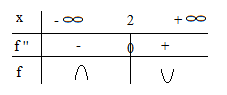 x - ∞ 2 + ∞
f" - 0 +
f ∩ ∪